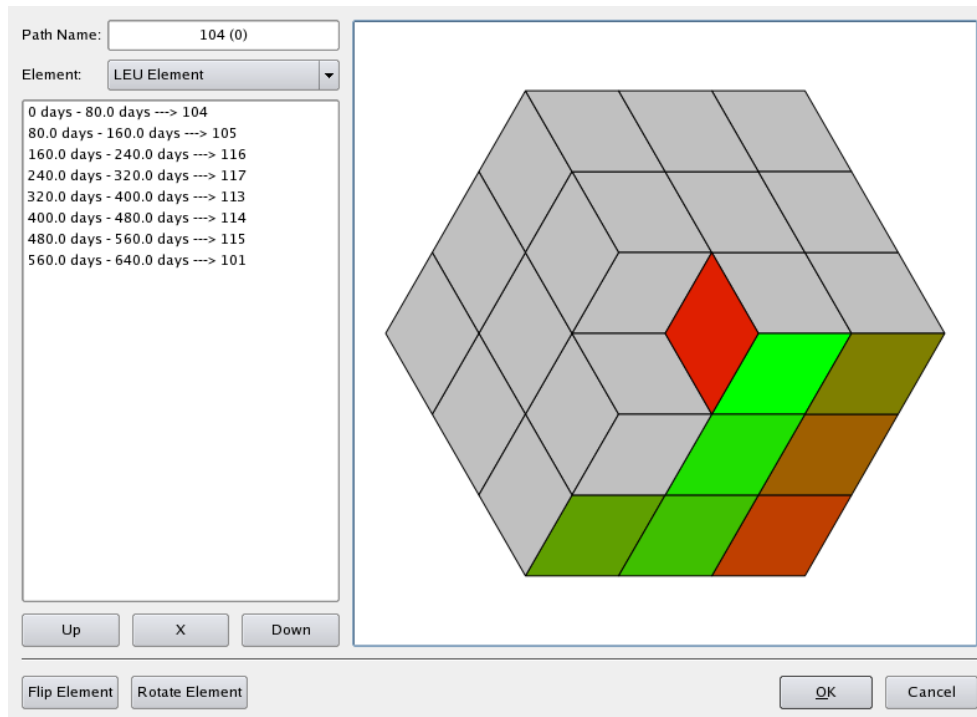 Path Name: 104 (0)
Element: LEU Element
0 days - 80.0 days ---> 104
80.0 days - 160.0 days ---> 105
160.0 days - 240.0 days ---> 116
240.0 days - 320.0 days ---> 117
320.0 days - 400.0 days ---> 113
400.0 days - 480.0 days ---> 114
480.0 days - 560.0 days ---> 115
560.0 days - 640.0 days ---> 101
Up X Down
Flip Element Rotate Element OK Cancel